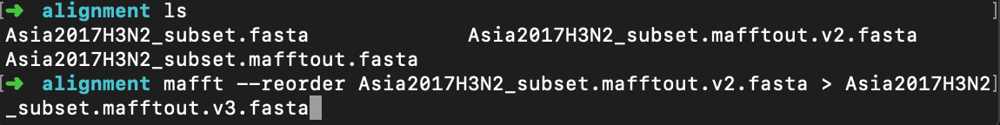 [➜ alignment ls ]
Asia2017H3N2_subset.fasta Asia2017H3N2_subset.mafftout.v2.fasta
Asia2017H3N2_subset.mafftout.fasta
[➜ alignment mafft --reorder Asia2017H3N2_subset.mafftout.v2.fasta > Asia2017H3N2]
_subset.mafftout.v3.fasta